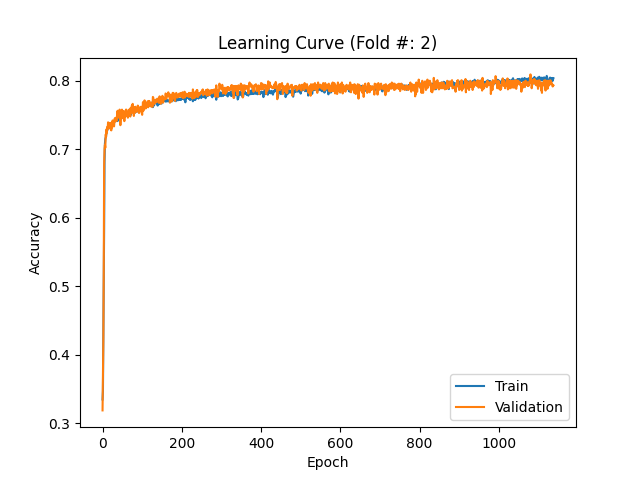 Learning Curve (Fold #: 2)
0.8
0.7
0.6
0.5
0.4
0.3
Accuracy
0 200 400 600 800 1000
Epoch
Train
Validation